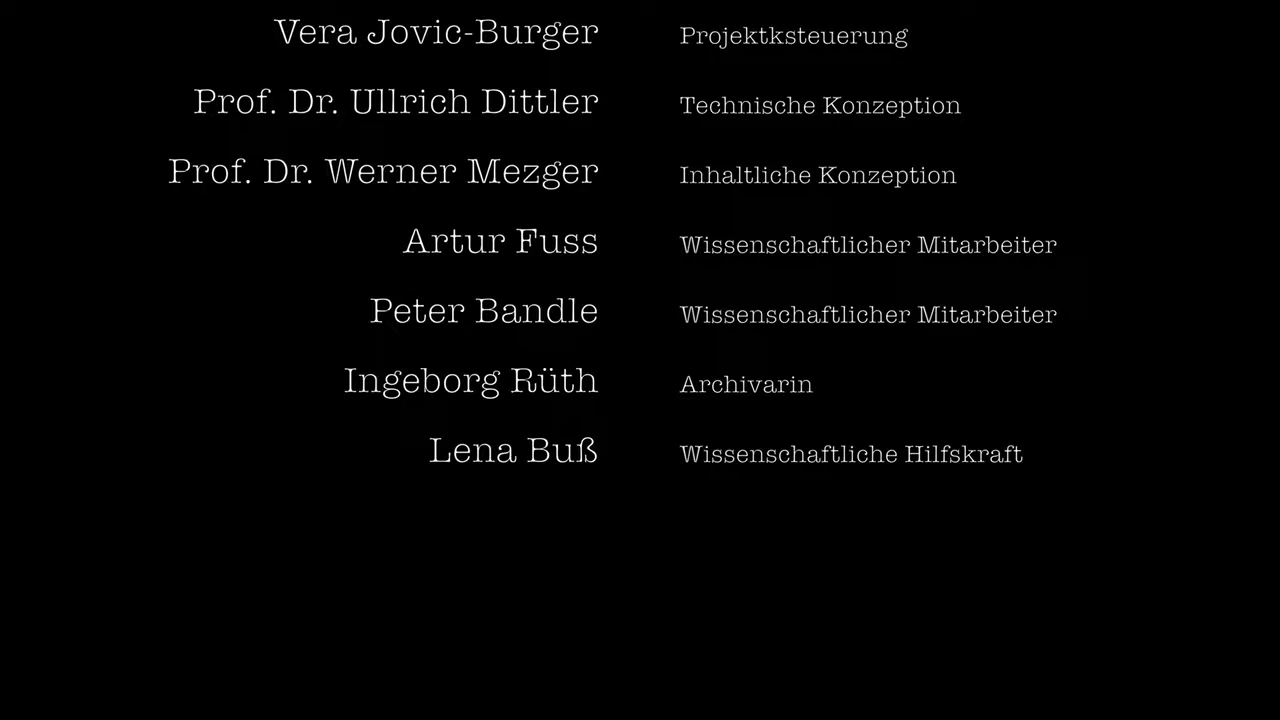 Vera Jovic-Burger Projektksteuerung
Prof. Dr. Ullrich Dittler Technische Konzeption
Prof. Dr. Werner Mezger Inhaltliche Konzeption
Artur Fuss Wissenschaftlicher Mitarbeiter
Peter Bandle Wissenschaftlicher Mitarbeiter
Ingeborg Rüth Archivarin
Lena Buß Wissenschaftliche Hilfskraft